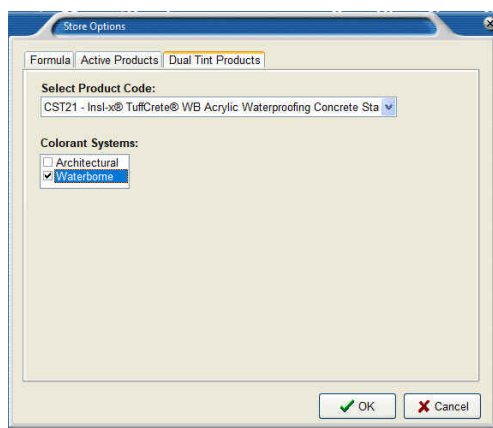 Store Options
Formula Active Products Dual Tint Products
Select Product Code:
CST21 - Insl-x® TuffCrete® WB Acrylic Waterproofing Concrete Sta
Colorant Systems:
Architectural
Waterborne
OK Cancel